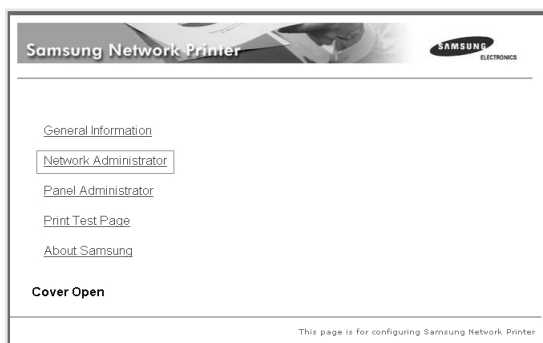 Samsung Network Printer
SAMSUNG
ELECTRONICS
General Information
Network Administrator
Panel Administrator
Print Test Page
About Samsung
Cover Open
This page is for configuring Samsung Network Printer